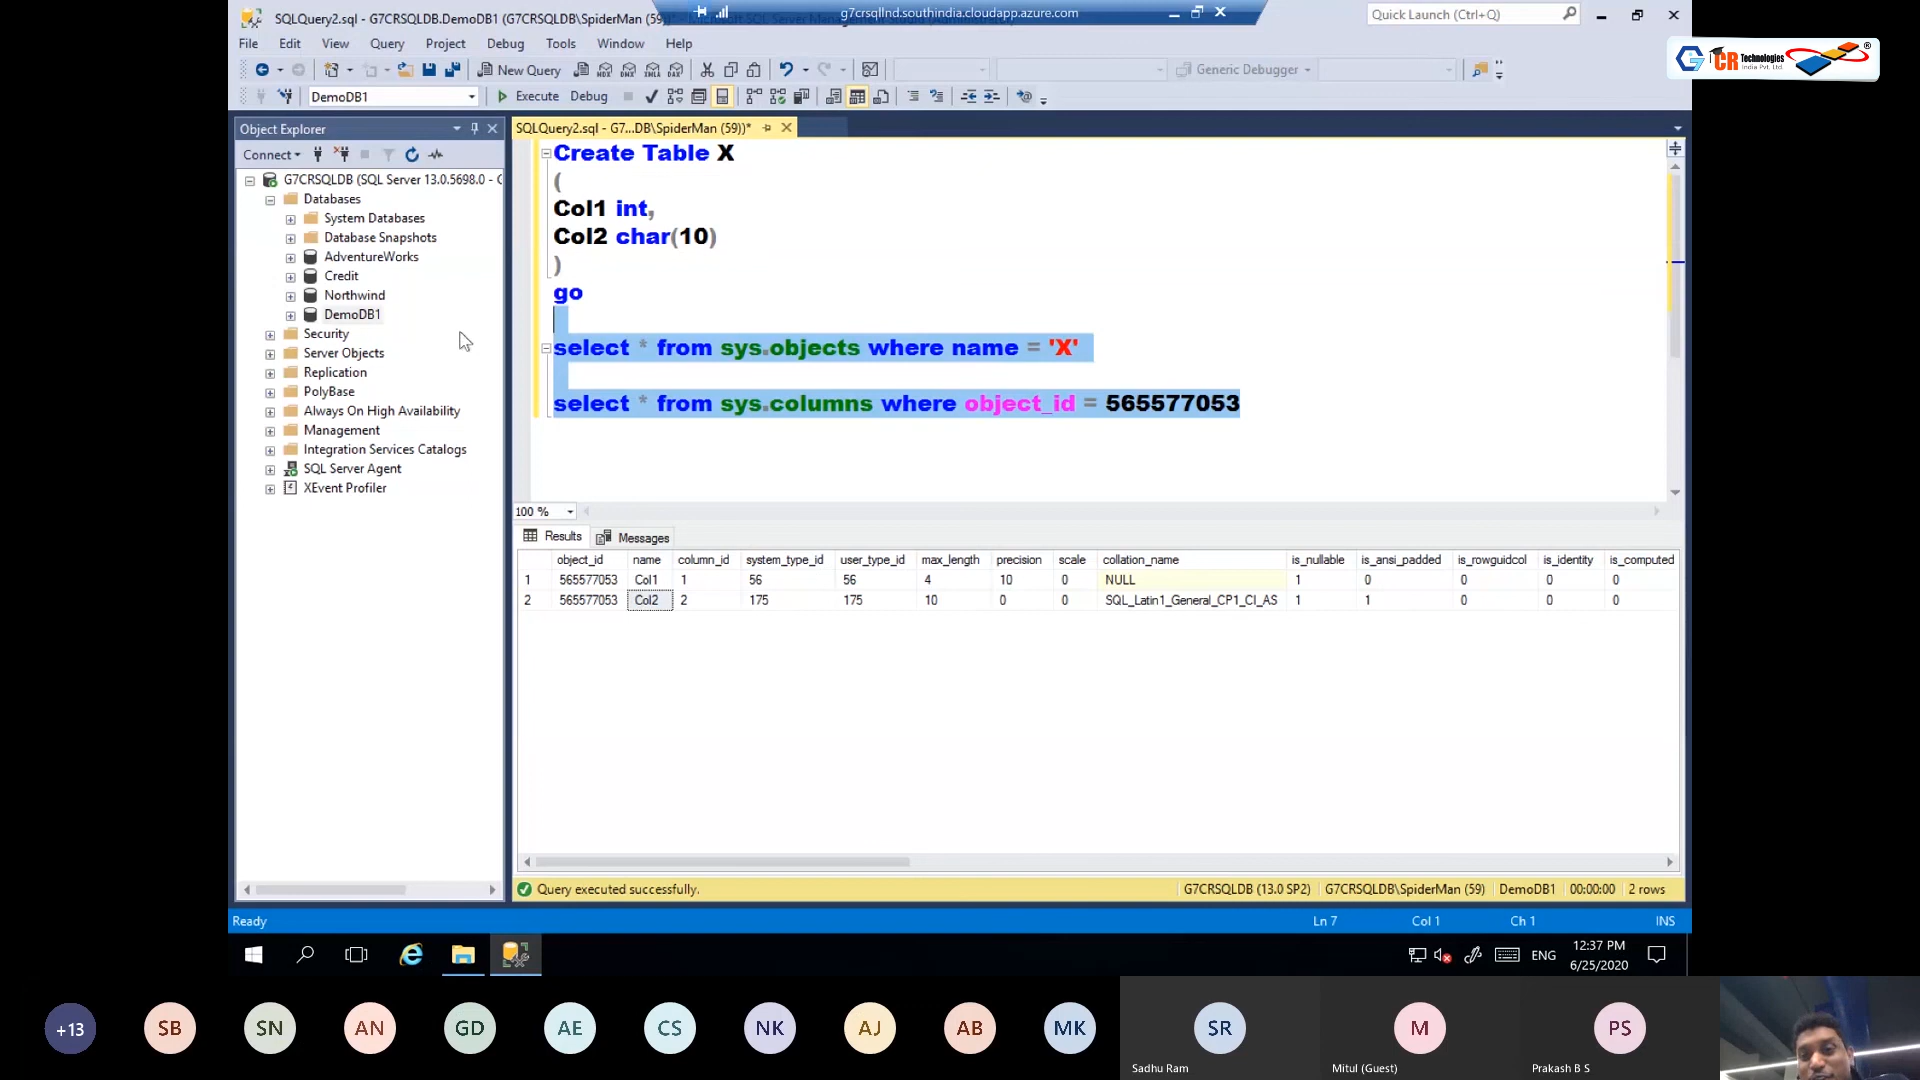 SQLQuery2.sql - G7CRSQLDB.DemoDB1 (G7CRSQLDB\SpiderMan (59))*
g7crsqllnd.southindia.cloudapp.azure.com
Quick Launch (Ctrl+Q)
G CR Technologies
India Pvt. Ltd.
®
File Edit View Query Project Debug Tools Window Help
New Query
MDX DMX XMLA DAX
Generic Debugger
DemoDB1
Execute Debug
Object Explorer
SQLQuery2.sql - G7...DB\SpiderMan (59))*
Connect
G7CRSQLDB (SQL Server 13.0.5698.0 -
Databases
System Databases
Database Snapshots
AdventureWorks
Credit
Northwind
DemoDB1
Security
Server Objects
Replication
PolyBase
Always On High Availability
Management
Integration Services Catalogs
SQL Server Agent
XEvent Profiler
Create Table X
(
Col1 int,
Col2 char(10)
)
go
select * from sys.objects where name = 'X'
select * from sys.columns where object_id = 565577053
100 %
Results Messages
object_id name column_id system_type_id user_type_id max_length precision scale collation_name is_nullable is_ansi_padded is_rowguidcol is_identity is_computed
1 565577053 Col1 1 56 56 4 10 0 NULL 1 0 0 0 0
2 565577053 Col2 2 175 175 10 0 0 SQL_Latin1_General_CP1_CI_AS 1 1 0 0 0
Query executed successfully.
G7CRSQLDB (13.0 SP2) G7CRSQLDB\SpiderMan (59) DemoDB1 00:00:00 2 rows
Ready
Ln 7 Col 1 Ch 1 INS
ENG
12:37 PM
6/25/2020
+13 SB SN AN GD AE CS NK AJ AB MK SR M PS
Sadhu Ram Mitul (Guest) Prakash B S